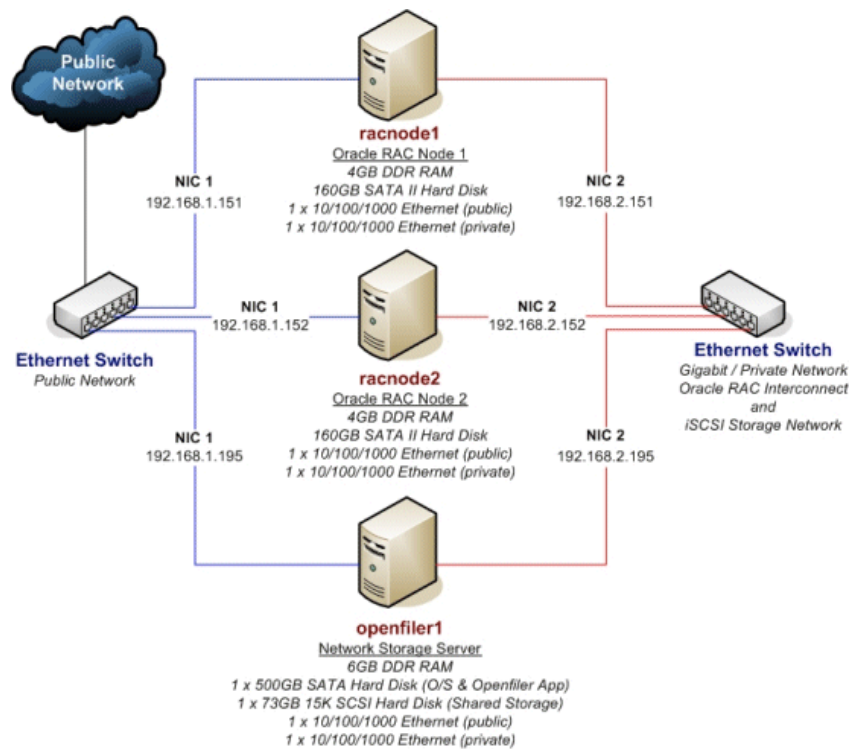 Public
Network
racnode1
Oracle RAC Node 1
4GB DDR RAM
160GB SATA II Hard Disk
1 x 10/100/1000 Ethernet (public)
1 x 10/100/1000 Ethernet (private)
NIC 1
192.168.1.151
NIC 2
192.168.2.151
NIC 1
192.168.1.152
NIC 2
192.168.2.152
Ethernet Switch
Public Network
racnode2
Oracle RAC Node 2
4GB DDR RAM
160GB SATA II Hard Disk
1 x 10/100/1000 Ethernet (public)
1 x 10/100/1000 Ethernet (private)
Ethernet Switch
Gigabit / Private Network
Oracle RAC Interconnect
and
iSCSI Storage Network
NIC 1
192.168.1.195
NIC 2
192.168.2.195
openfiler1
Network Storage Server
6GB DDR RAM
1 x 500GB SATA Hard Disk (O/S & Openfiler App)
1 x 73GB 15K SCSI Hard Disk (Shared Storage)
1 x 10/100/1000 Ethernet (public)
1 x 10/100/1000 Ethernet (private)